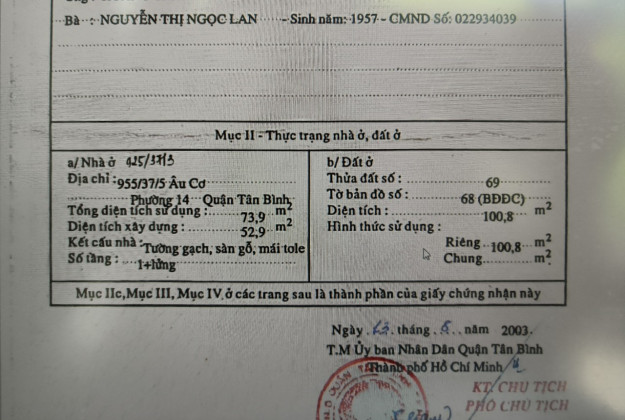 Bà : NGUYỄN THỊ NGỌC LAN - Sinh năm: 1957 - CMND Số: 022934039
Mục II - Thực trạng nhà ở, đất ở
a/ Nhà ở
Địa chỉ : 955/37/5 Âu Cơ
Phường 14 Quận Tân Bình
Tổng diện tích sử dụng : 73,9 m2
Diện tích xây dựng : 52,9 m2
Kết cấu nhà : Tường gạch, sàn gỗ, mái tole
Số tầng : 1+lửng
b/ Đất ở
Thửa đất số : 69
Tờ bản đồ số : 68 (BĐĐC)
Diện tích : 100,8 m2
Hình thức sử dụng :
Riêng 100,8 m2
Chung m2
Mục IIc, Mục III, Mục IV ở các trang sau là thành phần của giấy chứng nhận này
Ngày tháng năm 2003.
T.M Ủy ban Nhân Dân Quận Tân Bình
Thành phố Hồ Chí Minh
KT/CHỦ TỊCH
PHÓ CHỦ TỊCH